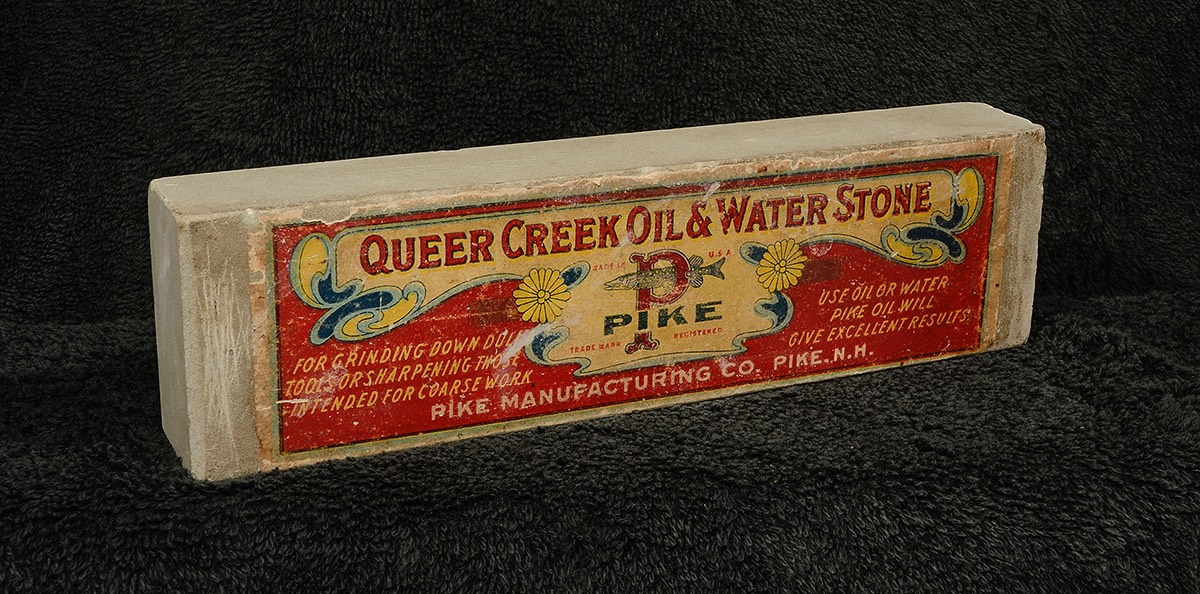 QUEER CREEK OIL & WATER STONE
MADE IN U.S.A
P
PIKE
TRADE MARK REGISTERED
FOR GRINDING DOWN DULL
TOOLS OR SHARPENING THOSE
INTENDED FOR COARSE WORK
USE OIL OR WATER
PIKE OIL WILL
GIVE EXCELLENT RESULTS
PIKE MANUFACTURING CO. PIKE, N.H.